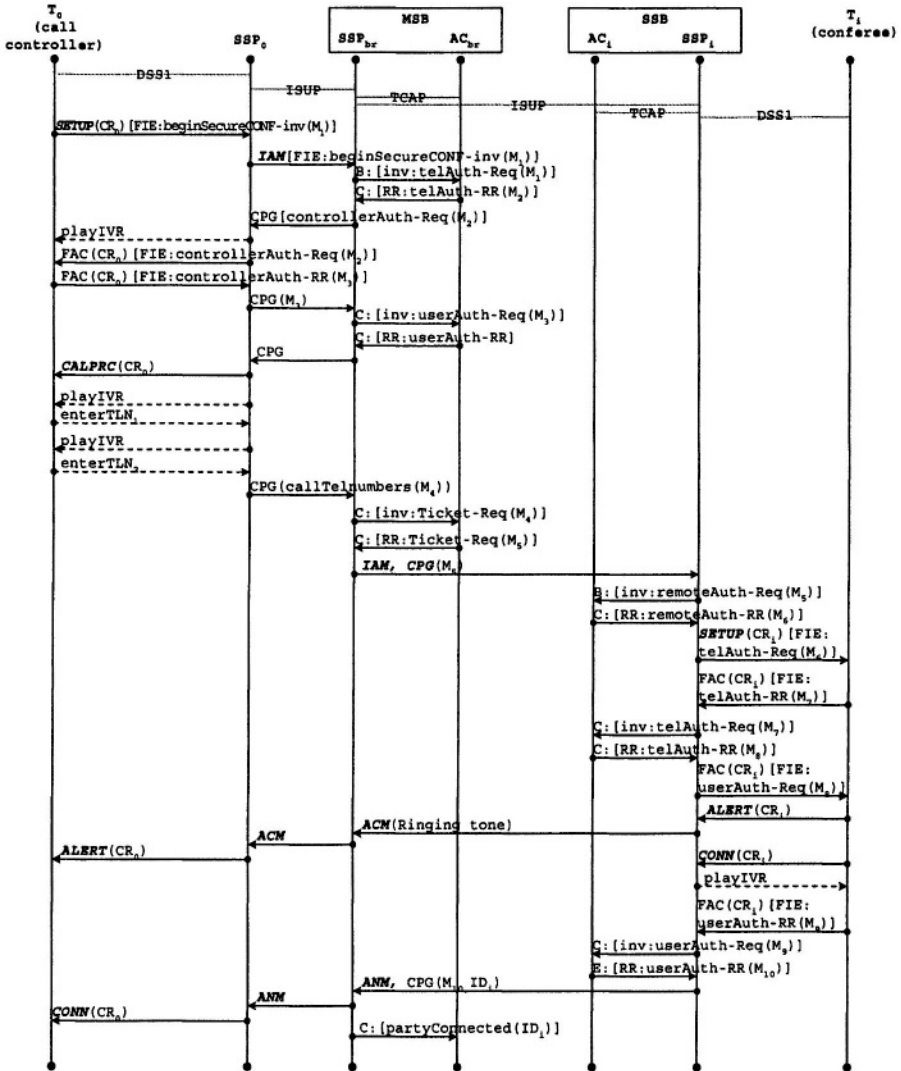 T₀ MSB SSB Tᵢ
(call controller) SSP₀ SSP_br AC_br ACᵢ SSPᵢ (conferee)
DSS1
ISUP
TCAP
ISUP
TCAP
DSS1
SETUP(CR₀)[FIE:beginSecureCONF-inv(M₁)]
IAM[FIE:beginSecureCONF-inv(M₁)]
B:[inv:telAuth-Req(M₁)]
C:[RR:telAuth-RR(M₂)]
CPG[controllerAuth-Req(M₂)]
playIVR
FAC(CR₀)[FIE:controllerAuth-Req(M₂)]
FAC(CR₀)[FIE:controllerAuth-RR(M₃)]
CPG(M₃)
C:[inv:userAuth-Req(M₃)]
C:[RR:userAuth-RR]
CPG
CALPRC(CR₀)
playIVR
enterTLN₁
playIVR
enterTLN₂
CPG(callTelnumbers(M₄))
C:[inv:Ticket-Req(M₄)]
C:[RR:Ticket-Req(M₅)]
IAM, CPG(M₅)
B:[inv:remoteAuth-Req(M₅)]
C:[RR:remoteAuth-RR(M₆)]
SETUP(CRᵢ)[FIE:
telAuth-Req(M₆)]
FAC(CRᵢ)[FIE:
telAuth-RR(M₇)]
C:[inv:telAuth-Req(M₇)]
C:[RR:telAuth-RR(M₈)]
FAC(CRᵢ)[FIE:
userAuth-Req(M₈)]
ALERT(CRᵢ)
ACM(Ringing tone)
ACM
ALERT(CR₀)
CONN(CRᵢ)
playIVR
FAC(CRᵢ)[FIE:
userAuth-RR(M₉)]
C:[inv:userAuth-Req(M₉)]
E:[RR:userAuth-RR(M₁₀)]
ANM, CPG(M₁₀,IDᵢ)
ANM
CONN(CR₀)
C:[partyConnected(IDᵢ)]